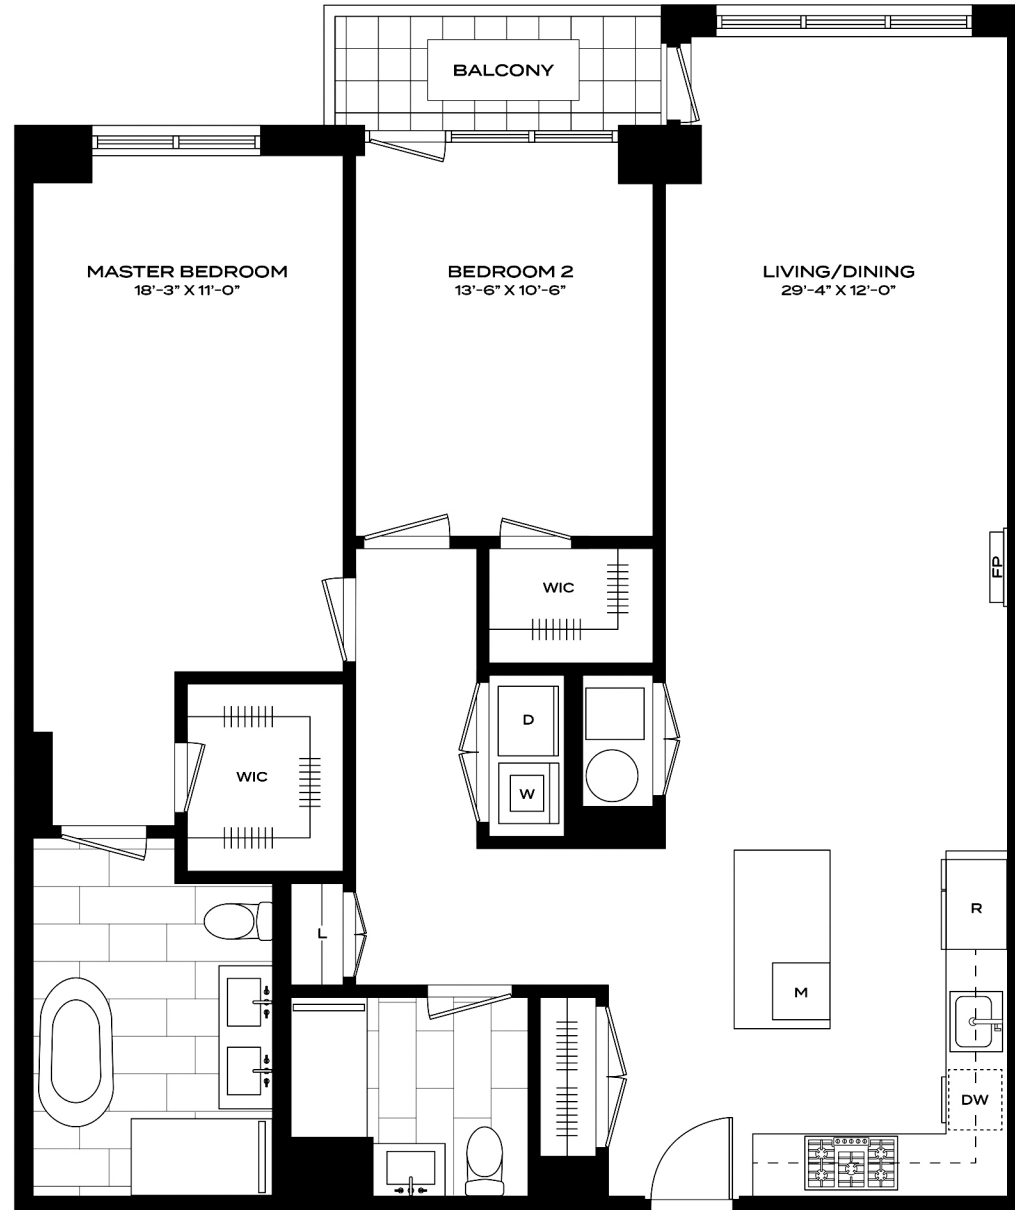 BALCONY
MASTER BEDROOM
18'-3" X 11'-0"
BEDROOM 2
13'-6" X 10'-6"
LIVING/DINING
29'-4" X 12'-0"
FP
WIC
D
W
WIC
L
R
M
DW